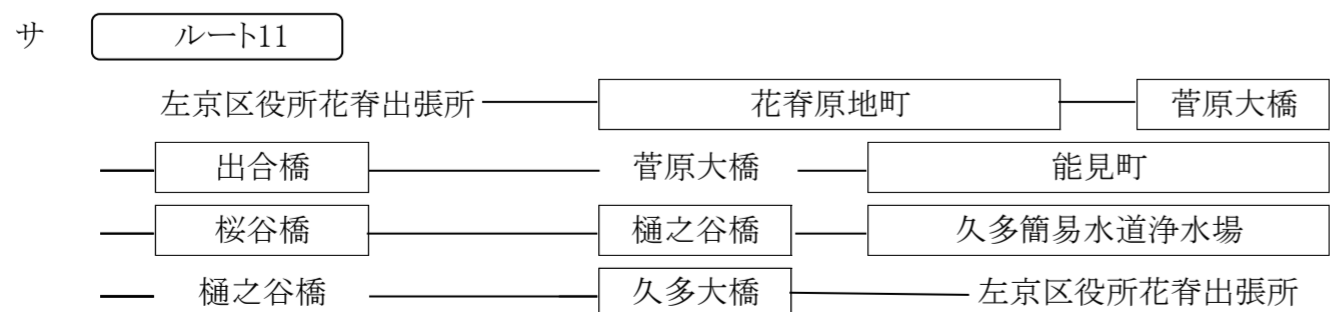 サ ルート11
左京区役所花脊出張所 花脊原地町 菅原大橋
出合橋 菅原大橋 能見町
桜谷橋 樋之谷橋 久多簡易水道浄水場
樋之谷橋 久多大橋 左京区役所花脊出張所